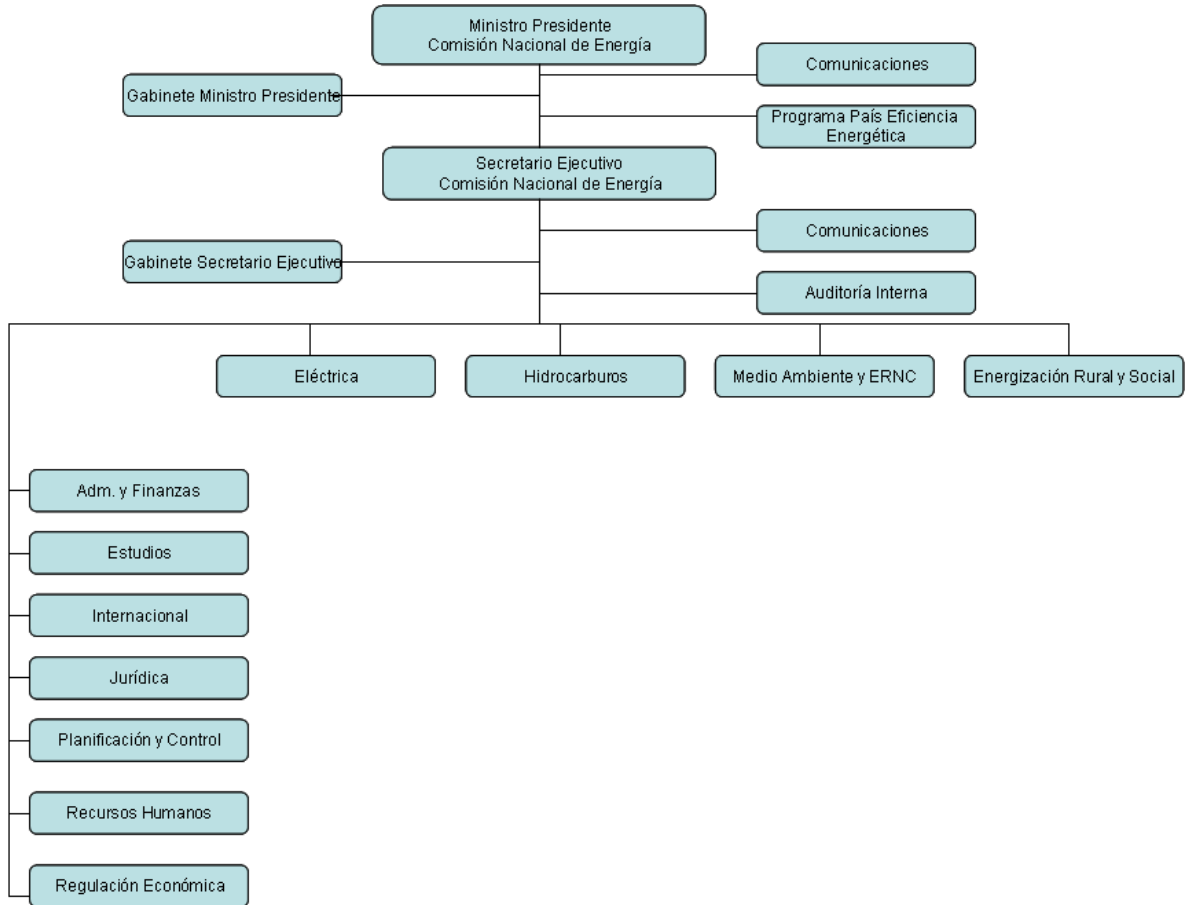 Ministro Presidente
Comisión Nacional de Energía
Comunicaciones
Gabinete Ministro Presidente
Programa País Eficiencia
Energética
Secretario Ejecutivo
Comisión Nacional de Energía
Comunicaciones
Gabinete Secretario Ejecutivo
Auditoría Interna
Eléctrica
Hidrocarburos
Medio Ambiente y ERNC
Energización Rural y Social
Adm. y Finanzas
Estudios
Internacional
Jurídica
Planificación y Control
Recursos Humanos
Regulación Económica